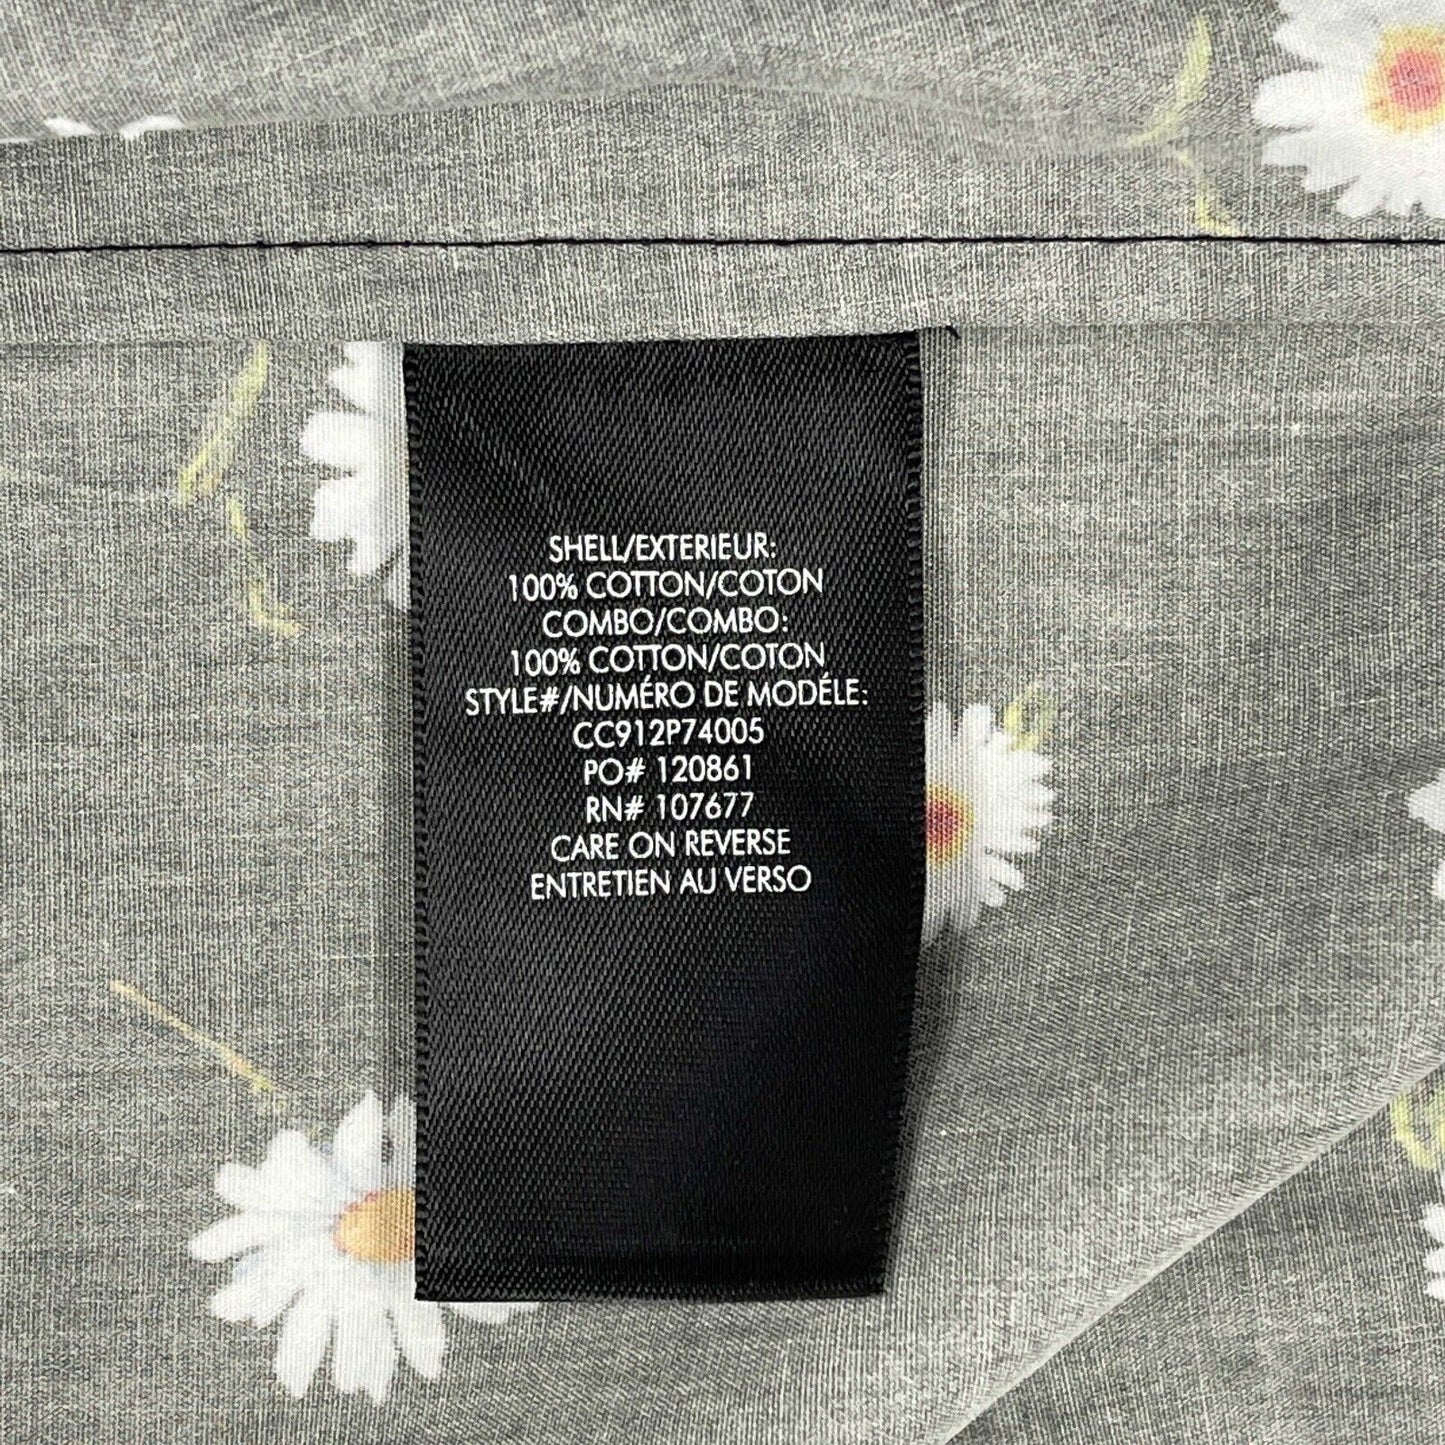 SHELL/EXTERIEUR:
100% COTTON/COTON
COMBO/COMBO:
100% COTTON/COTON
STYLE#/NUMÉRO DE MODÉLE:
CC912P74005
PO# 120861
RN# 107677
CARE ON REVERSE
ENTRETIEN AU VERSO